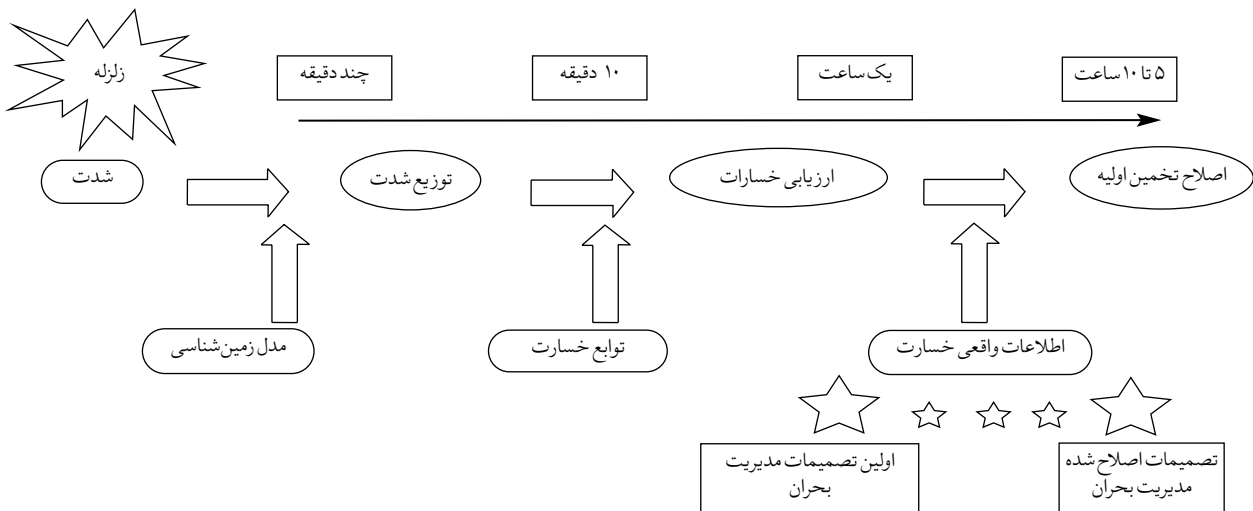 زلزله
چند دقیقه
۱۰ دقیقه
یک ساعت
۵ تا ۱۰ ساعت
شدت
توزیع شدت
ارزیابی خسارات
اصلاح تخمین اولیه
مدل زمین‌شناسی
توابع خسارت
اطلاعات واقعی خسارت
اولین تصمیمات مدیریت
بحران
تصمیمات اصلاح شده
مدیریت بحران